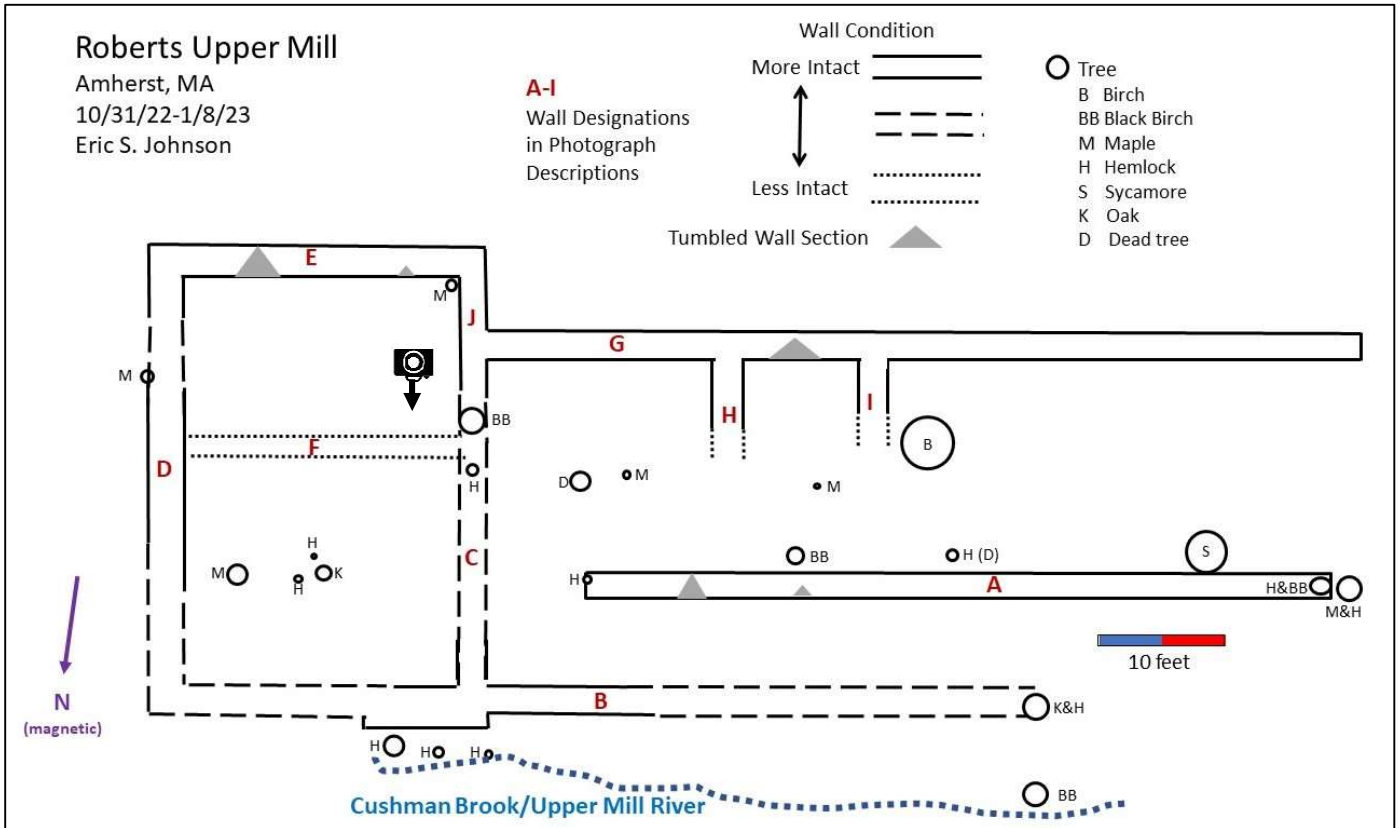 Roberts Upper Mill
Amherst, MA
10/31/22-1/8/23
Eric S. Johnson
A-I
Wall Designations
in Photograph
Descriptions
Wall Condition
More Intact
Less Intact
Tumbled Wall Section
Tree
B Birch
BB Black Birch
M Maple
H Hemlock
S Sycamore
K Oak
D Dead tree
E
M
J
G
M
H
I
BB
B
F
D
H
D
M
M
H
C
M
K
H
BB
H (D)
S
H
A
H&BB
M&H
10 feet
N
(magnetic)
B
K&H
H
H
H
BB
Cushman Brook/Upper Mill River